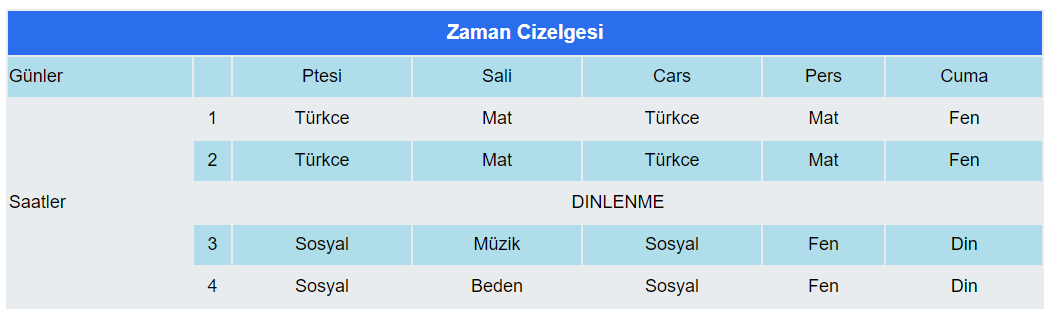 Zaman Cizelgesi
Günler Ptesi Sali Cars Pers Cuma
1 Türkce Mat Türkce Mat Fen
2 Türkce Mat Türkce Mat Fen
Saatler DINLENME
3 Sosyal Müzik Sosyal Fen Din
4 Sosyal Beden Sosyal Fen Din